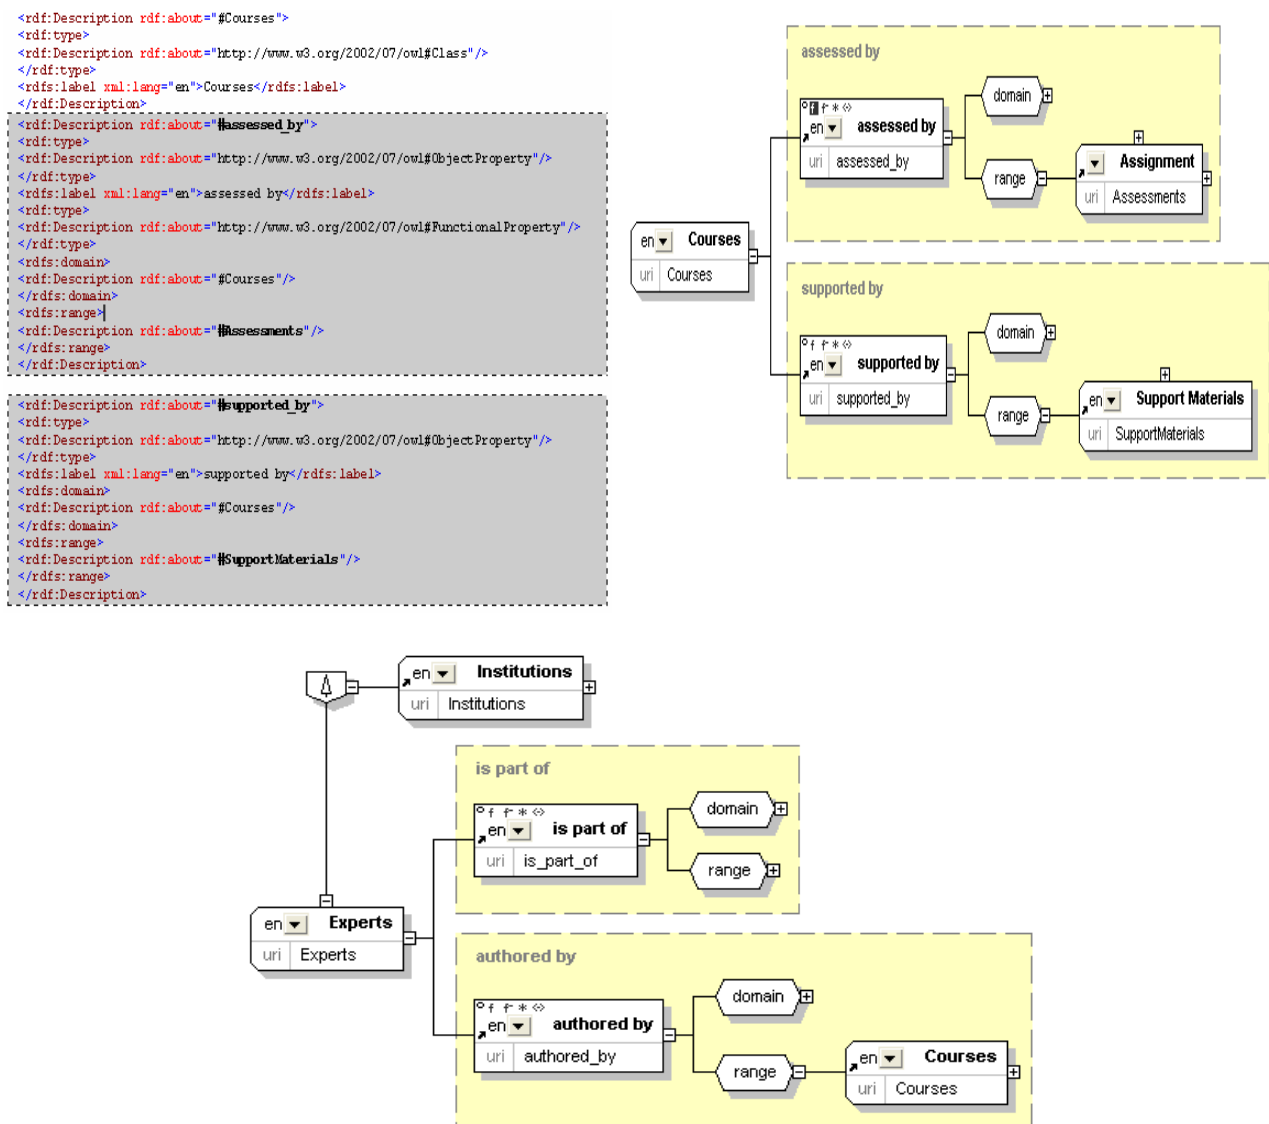 <rdf:Description rdf:about="#Courses">
<rdf:type>
<rdf:Description rdf:about="http://www.w3.org/2002/07/owl#Class"/>
</rdf:type>
<rdfs:label xml:lang="en">Courses</rdfs:label>
</rdf:Description>
<rdf:Description rdf:about="#assessed_by">
<rdf:type>
<rdf:Description rdf:about="http://www.w3.org/2002/07/owl#ObjectProperty"/>
</rdf:type>
<rdfs:label xml:lang="en">assessed by</rdfs:label>
<rdf:type>
<rdf:Description rdf:about="http://www.w3.org/2002/07/owl#FunctionalProperty"/>
</rdf:type>
<rdfs:domain>
<rdf:Description rdf:about="#Courses"/>
</rdfs:domain>
<rdfs:range>
<rdf:Description rdf:about="#Assessments"/>
</rdfs:range>
</rdf:Description>
<rdf:Description rdf:about="#supported_by">
<rdf:type>
<rdf:Description rdf:about="http://www.w3.org/2002/07/owl#ObjectProperty"/>
</rdf:type>
<rdfs:label xml:lang="en">supported by</rdfs:label>
<rdfs:domain>
<rdf:Description rdf:about="#Courses"/>
</rdfs:domain>
<rdfs:range>
<rdf:Description rdf:about="#SupportMaterials"/>
</rdfs:range>
</rdf:Description>
en Courses
uri Courses
assessed by
en assessed by
uri assessed_by
domain
range
Assignment
uri Assessments
supported by
en supported by
uri supported_by
domain
range
en Support Materials
uri SupportMaterials
en Institutions
uri Institutions
en Experts
uri Experts
is part of
en is part of
uri is_part_of
domain
range
authored by
en authored by
uri authored_by
domain
range
en Courses
uri Courses